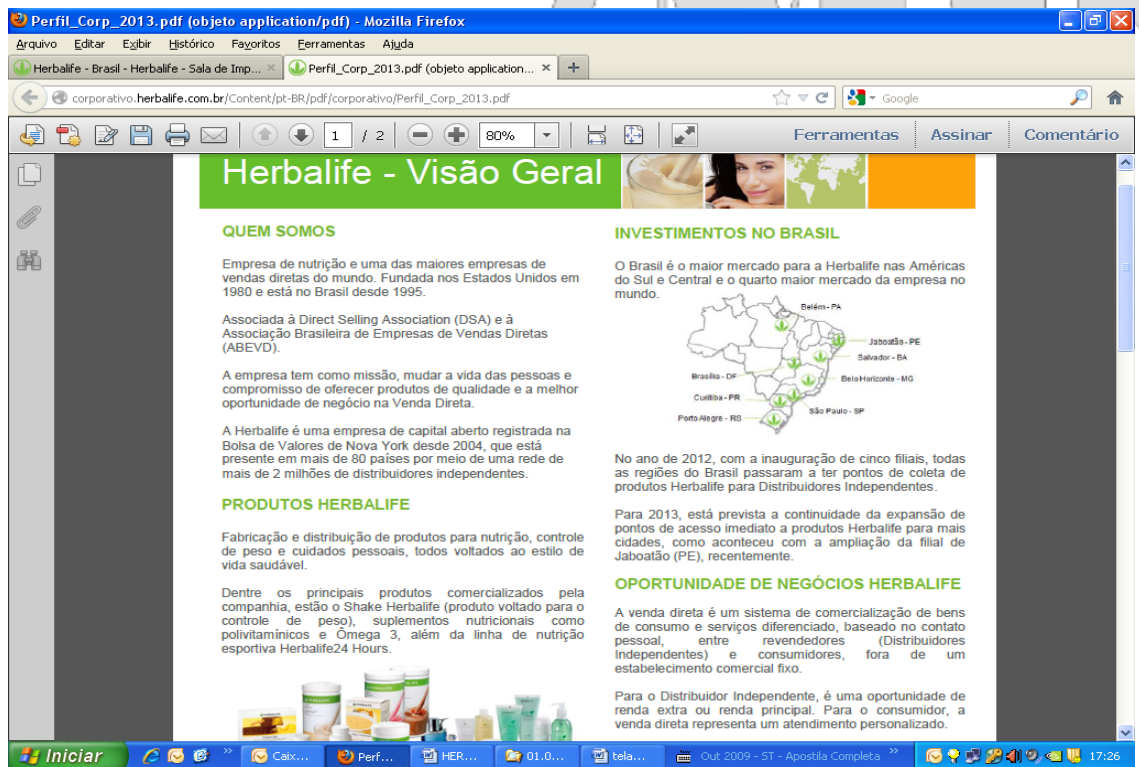 Perfil_Corp_2013.pdf (objeto application/pdf) - Mozilla Firefox
Arquivo Editar Exibir Histórico Favoritos Ferramentas Ajuda
Herbalife - Brasil - Herbalife - Sala de Imp...
Perfil_Corp_2013.pdf (objeto application...
corporativo.herbalife.com.br/Content/pt-BR/pdf/corporativo/Perfil_Corp_2013.pdf
Google
1 / 2
80%
Ferramentas Assinar Comentário
Herbalife - Visão Geral
QUEM SOMOS
Empresa de nutrição e uma das maiores empresas de
vendas diretas do mundo. Fundada nos Estados Unidos em
1980 e está no Brasil desde 1995.
Associada à Direct Selling Association (DSA) e à
Associação Brasileira de Empresas de Vendas Diretas
(ABEVD).
A empresa tem como missão, mudar a vida das pessoas e
compromisso de oferecer produtos de qualidade e a melhor
oportunidade de negócio na Venda Direta.
A Herbalife é uma empresa de capital aberto registrada na
Bolsa de Valores de Nova York desde 2004, que está
presente em mais de 80 países por meio de uma rede de
mais de 2 milhões de distribuidores independentes.
PRODUTOS HERBALIFE
Fabricação e distribuição de produtos para nutrição, controle
de peso e cuidados pessoais, todos voltados ao estilo de
vida saudável.
Dentre os principais produtos comercializados pela
companhia, estão o Shake Herbalife (produto voltado para o
controle de peso), suplementos nutricionais como
polivitamínicos e Ômega 3, além da linha de nutrição
esportiva Herbalife24 Hours.
INVESTIMENTOS NO BRASIL
O Brasil é o maior mercado para a Herbalife nas Américas
do Sul e Central e o quarto maior mercado da empresa no
mundo.
Belém - PA
Jaboatão - PE
Salvador - BA
Brasília - DF
Belo Horizonte - MG
Curitiba - PR
São Paulo - SP
Porto Alegre - RS
No ano de 2012, com a inauguração de cinco filiais, todas
as regiões do Brasil passaram a ter pontos de coleta de
produtos Herbalife para Distribuidores Independentes.
Para 2013, está prevista a continuidade da expansão de
pontos de acesso imediato a produtos Herbalife para mais
cidades, como aconteceu com a ampliação da filial de
Jaboatão (PE), recentemente.
OPORTUNIDADE DE NEGÓCIOS HERBALIFE
A venda direta é um sistema de comercialização de bens
de consumo e serviços diferenciado, baseado no contato
pessoal, entre revendedores (Distribuidores
Independentes) e consumidores, fora de um
estabelecimento comercial fixo.
Para o Distribuidor Independente, é uma oportunidade de
renda extra ou renda principal. Para o consumidor, a
venda direta representa um atendimento personalizado.
Iniciar
Caix...
Perf...
HER...
01.0...
tela...
Out 2009 - ST - Apostila Completa
17:26